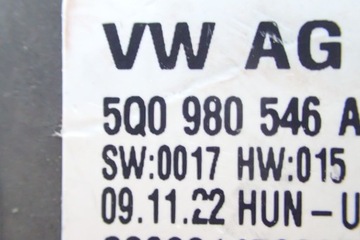 VW AG
5Q0 980 546 A
SW:0017 HW:015
09.11.22 HUN-U